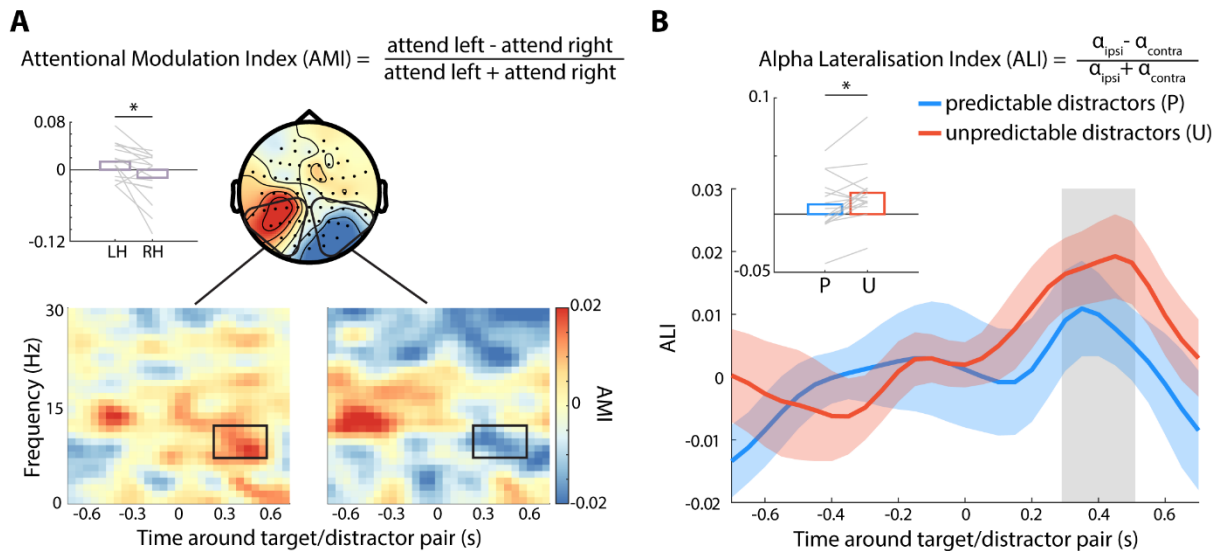 A
Attentional Modulation Index (AMI) = attend left - attend right
attend left + attend right
0.08
*
0
-0.12
LH RH
30
15
0
Frequency (Hz)
-0.6 -0.3 0 0.3 0.6
-0.6 -0.3 0 0.3 0.6
Time around target/distractor pair (s)
0.02
0
-0.02
AMI
B
Alpha Lateralisation Index (ALI) = α ipsi - α contra
α ipsi + α contra
0.1
*
-0.05
P U
predictable distractors (P)
unpredictable distractors (U)
0.03
0.02
0.01
0
-0.01
-0.02
ALI
-0.6 -0.4 -0.2 0 0.2 0.4 0.6
Time around target/distractor pair (s)